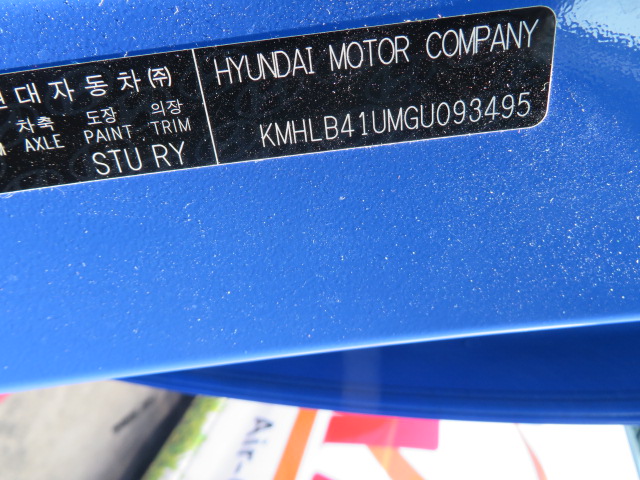 대자동차(주)
HYUNDAI MOTOR COMPANY
차축 도장 의장
AXLE PAINT TRIM
KMHLB41UMGU093495
STU RY
Air-